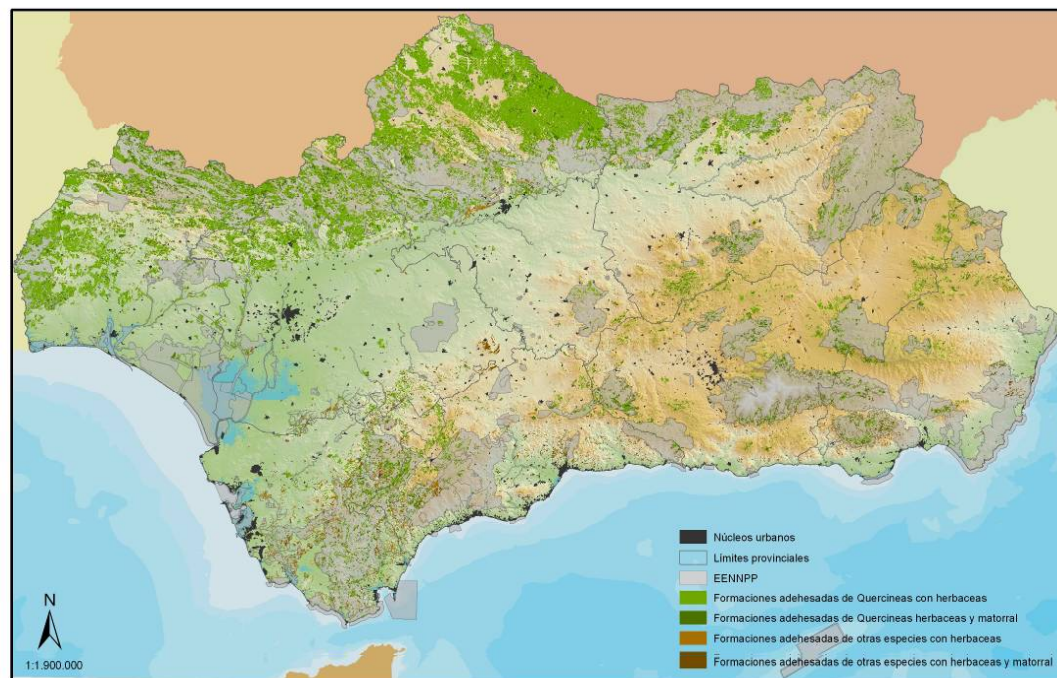 Núcleos urbanos
Límites provinciales
EENNPP
Formaciones adehesadas de Quercineas con herbaceas
Formaciones adehesadas de Quercineas herbaceas y matorral
Formaciones adehesadas de otras especies con herbaceas
Formaciones adehesadas de otras especies con herbaceas y matorral
N
1:1.900.000